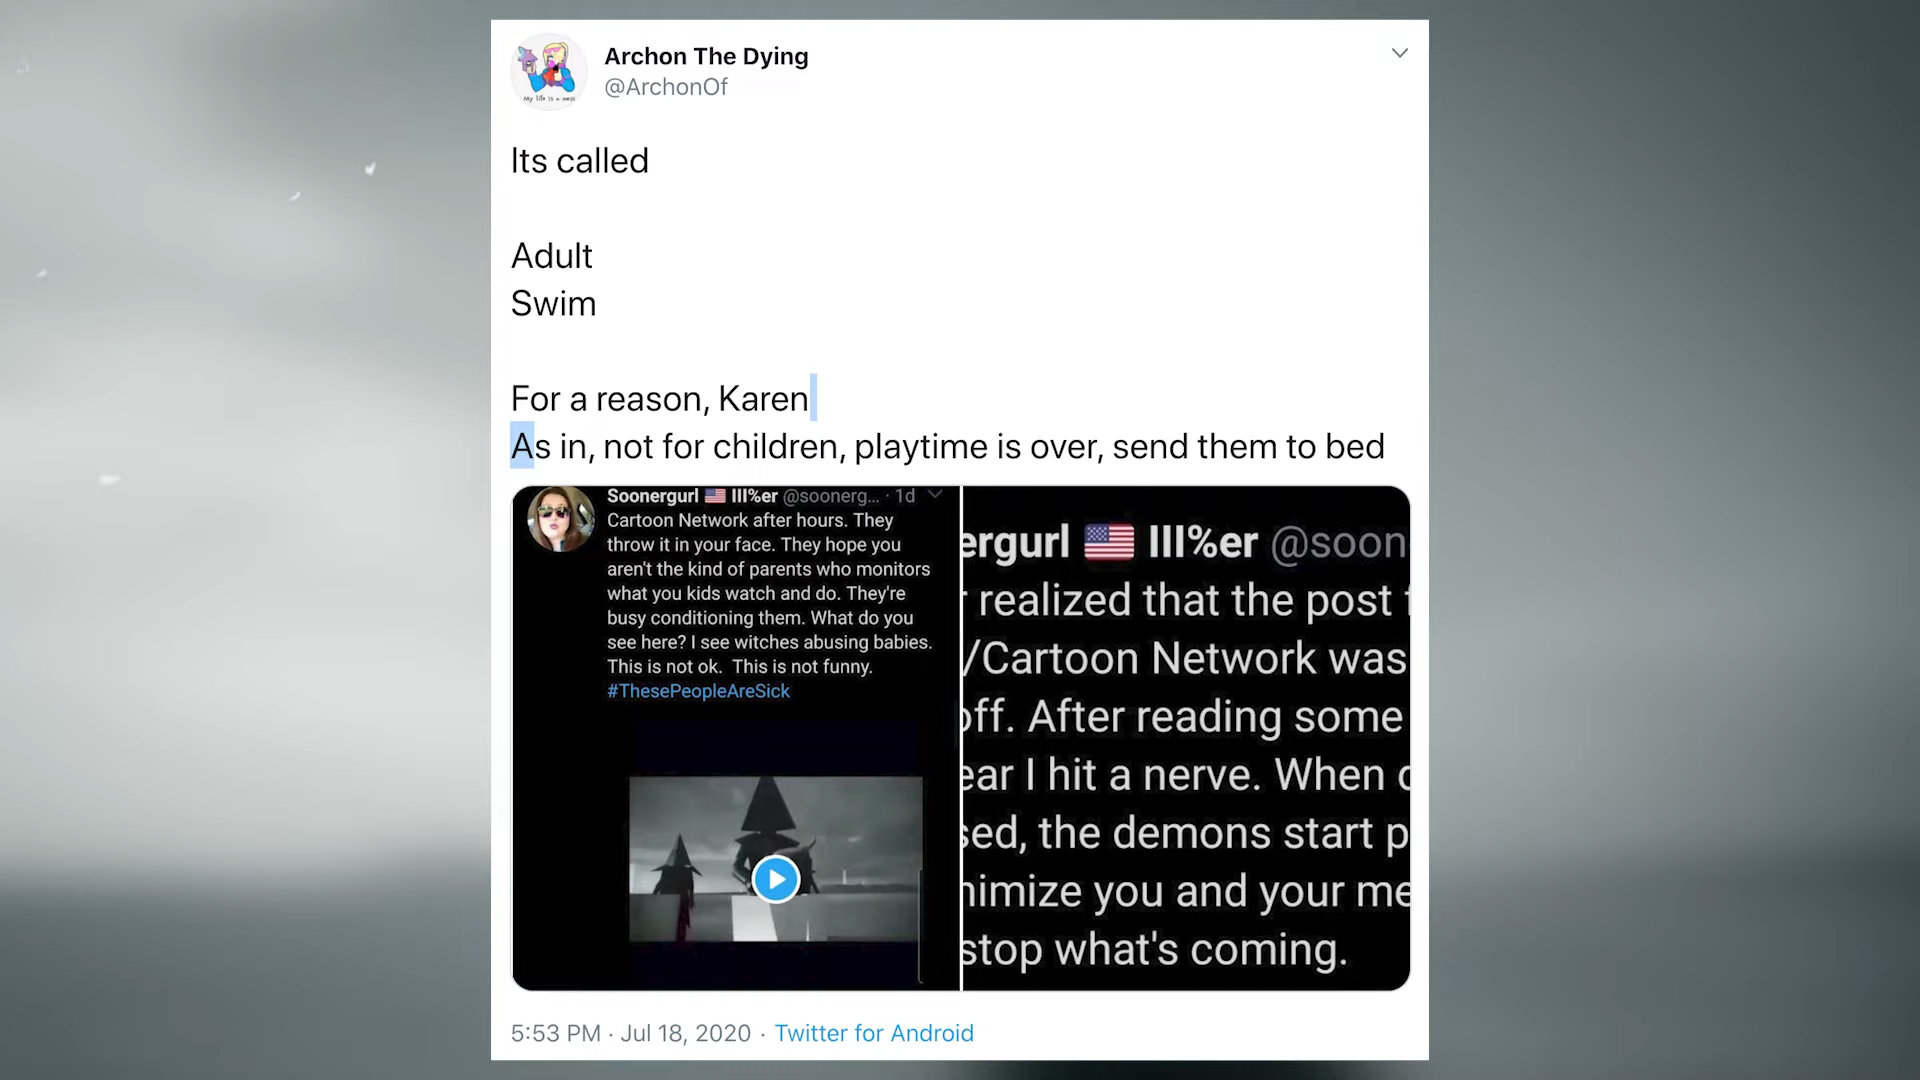 Archon The Dying
@ArchonOf
My life is a mess
Its called
Adult
Swim
For a reason, Karen
As in, not for children, playtime is over, send them to bed
Soonergurl 🇺🇸 III%er @soonerg... · 1d
Cartoon Network after hours. They
throw it in your face. They hope you
aren't the kind of parents who monitors
what you kids watch and do. They're
busy conditioning them. What do you
see here? I see witches abusing babies.
This is not ok. This is not funny.
#ThesePeopleAreSick
ergurl 🇺🇸 III%er @soon
realized that the post
/Cartoon Network was
off. After reading some
ear I hit a nerve. When
sed, the demons start p
nimize you and your me
stop what's coming.
5:53 PM · Jul 18, 2020 · Twitter for Android